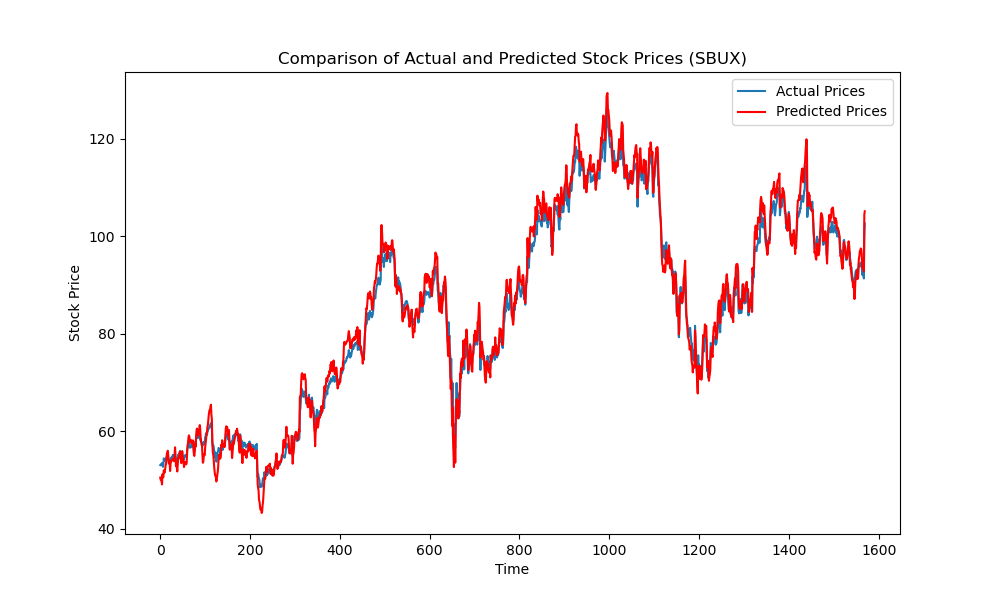 Comparison of Actual and Predicted Stock Prices (SBUX)
Actual Prices
Predicted Prices
Stock Price
120
100
80
60
40
0 200 400 600 800 1000 1200 1400 1600
Time